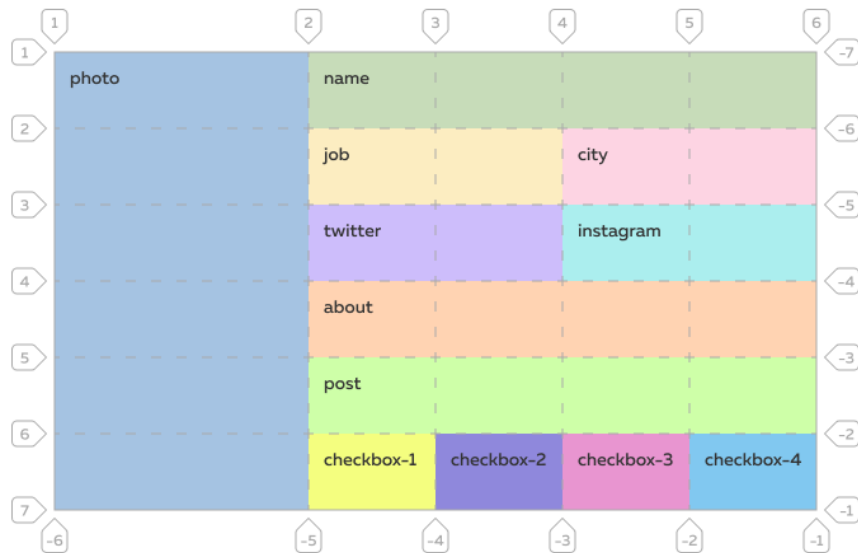 1 2 3 4 5 6
1 -7
photo name
2 -6
job city
3 -5
twitter instagram
4 -4
about
5 -3
post
6 -2
checkbox-1 checkbox-2 checkbox-3 checkbox-4
7 -1
-6 -5 -4 -3 -2 -1